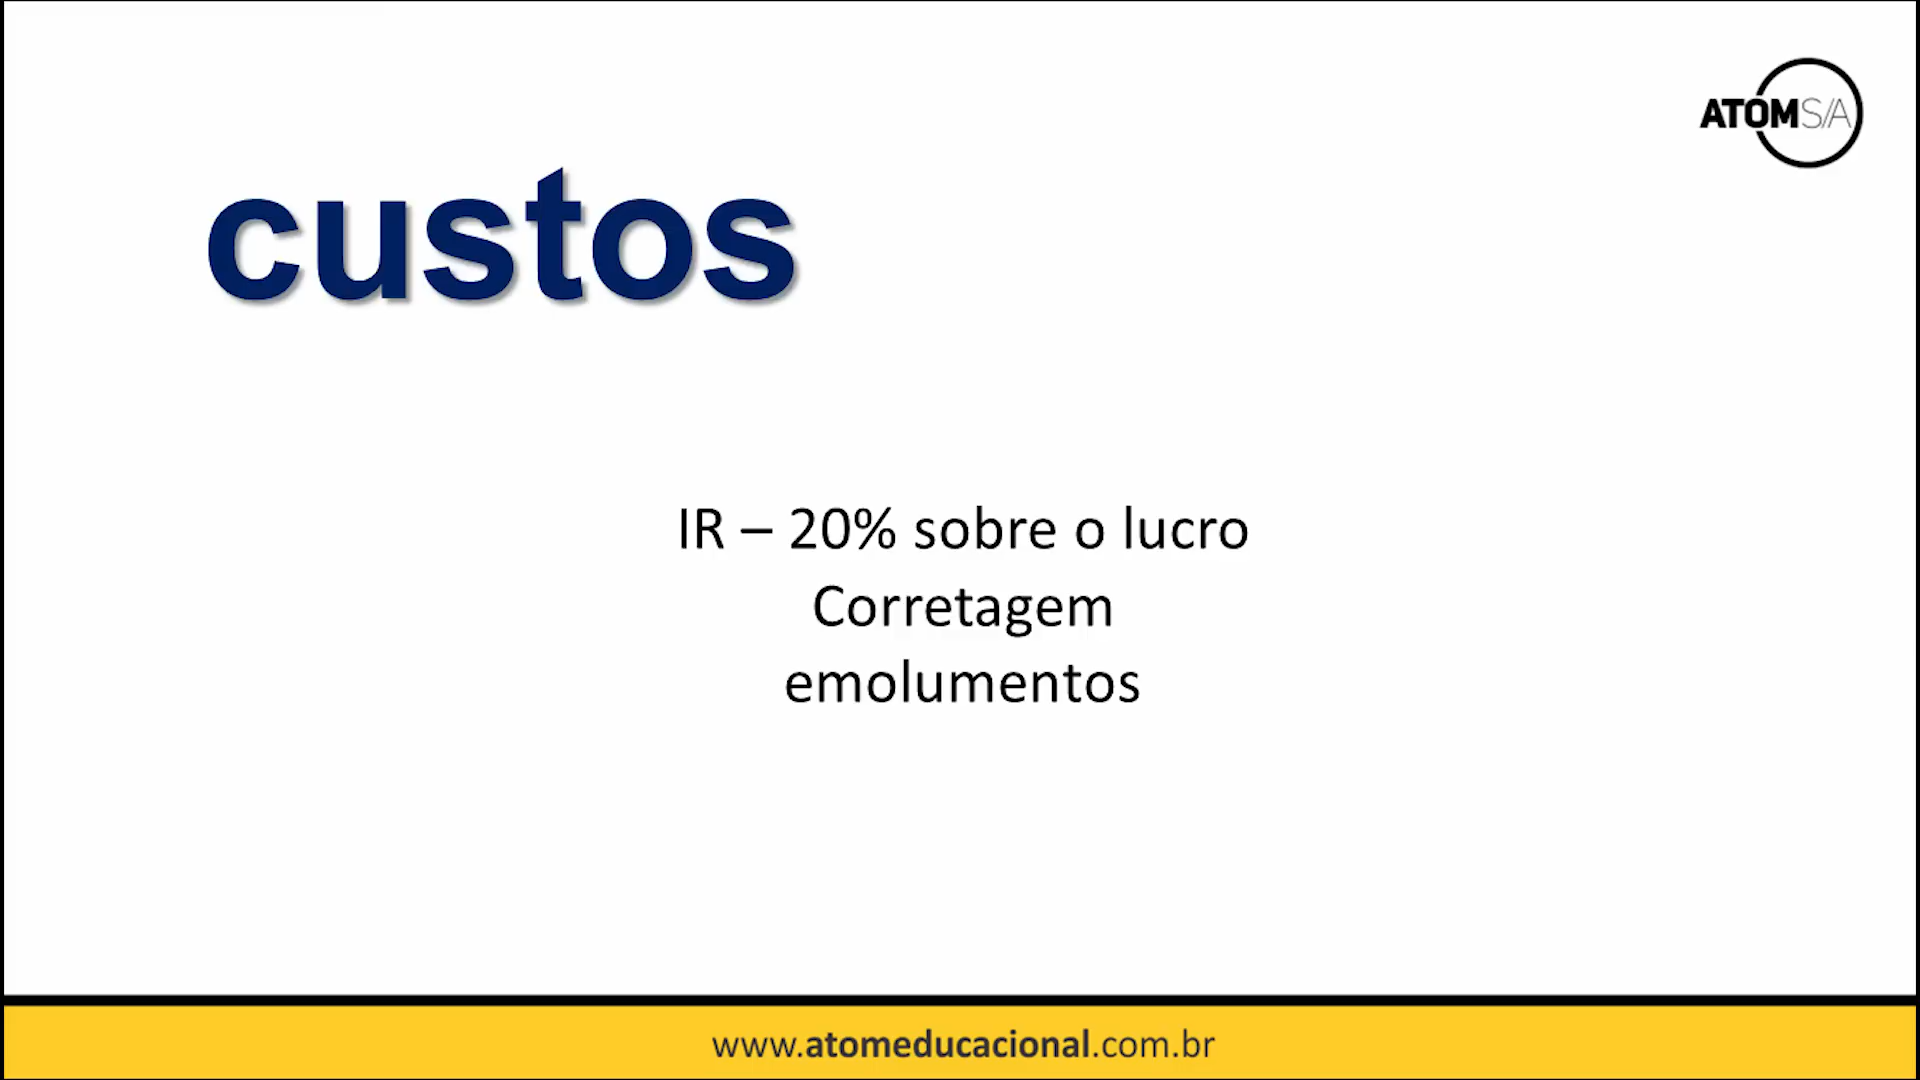 ATOMS/A
custos
IR – 20% sobre o lucro
Corretagem
emolumentos
www.atomeducacional.com.br